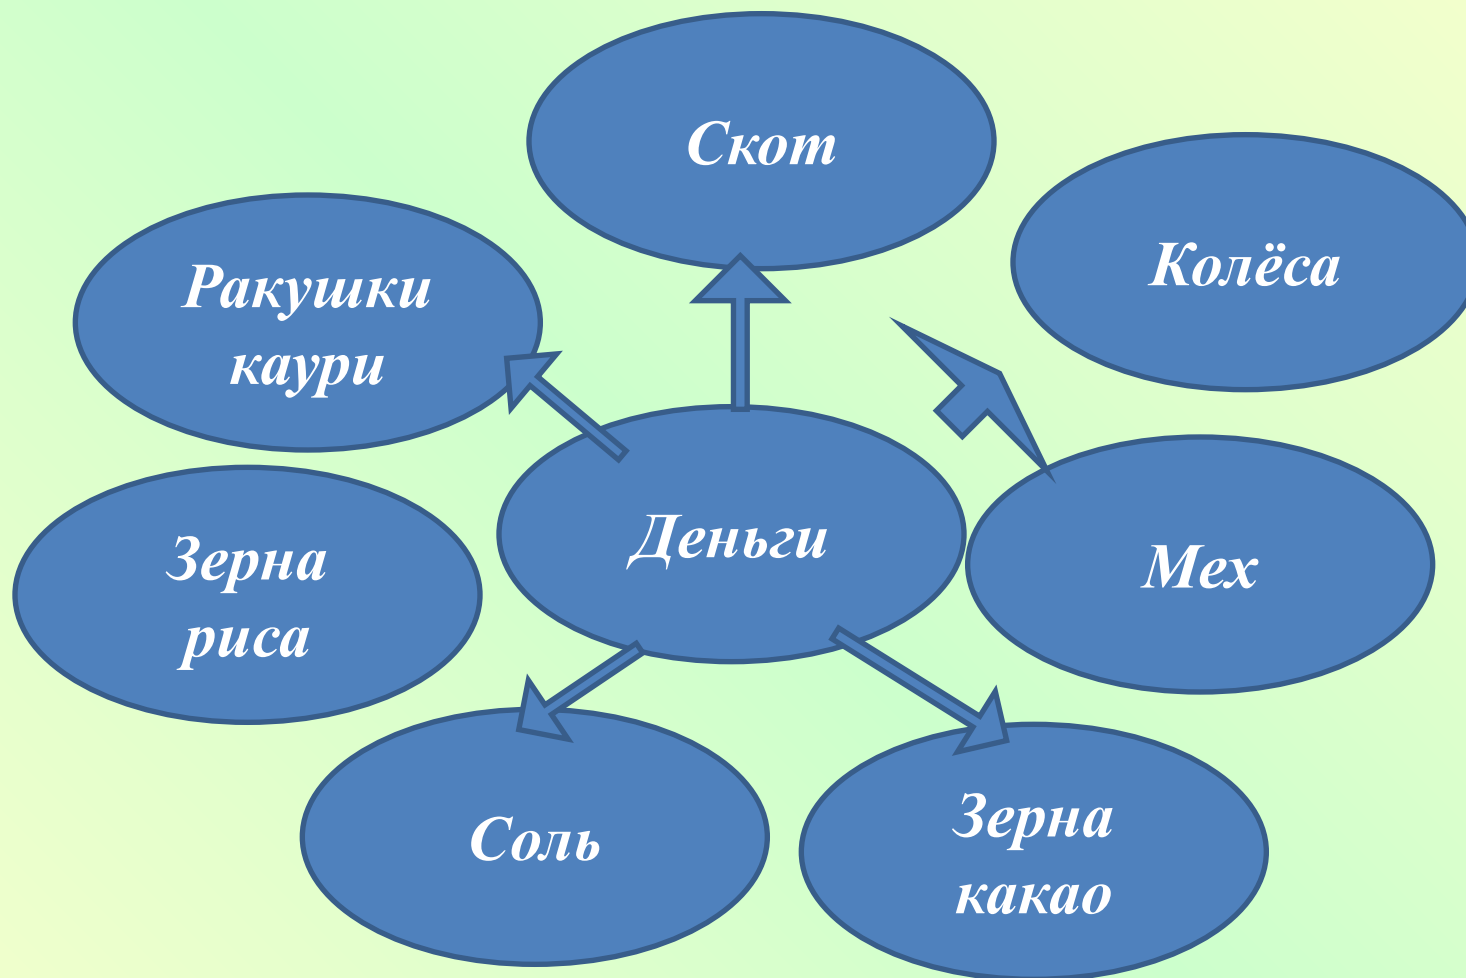 Скот
Колёса
Ракушки
каури
Деньги
Зерна
риса
Мех
Соль
Зерна
какао